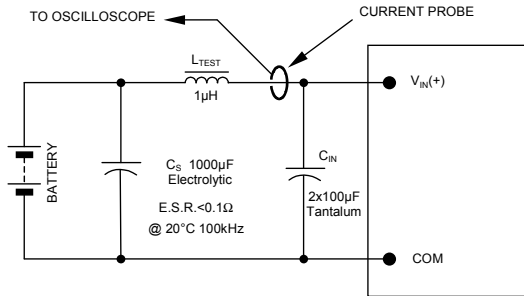 TO OSCILLOSCOPE
CURRENT PROBE
LTEST
1µH
VIN(+)
BATTERY
CS 1000µF
Electrolytic
E.S.R.<0.1Ω
@ 20°C 100kHz
CIN
2x100µF
Tantalum
COM